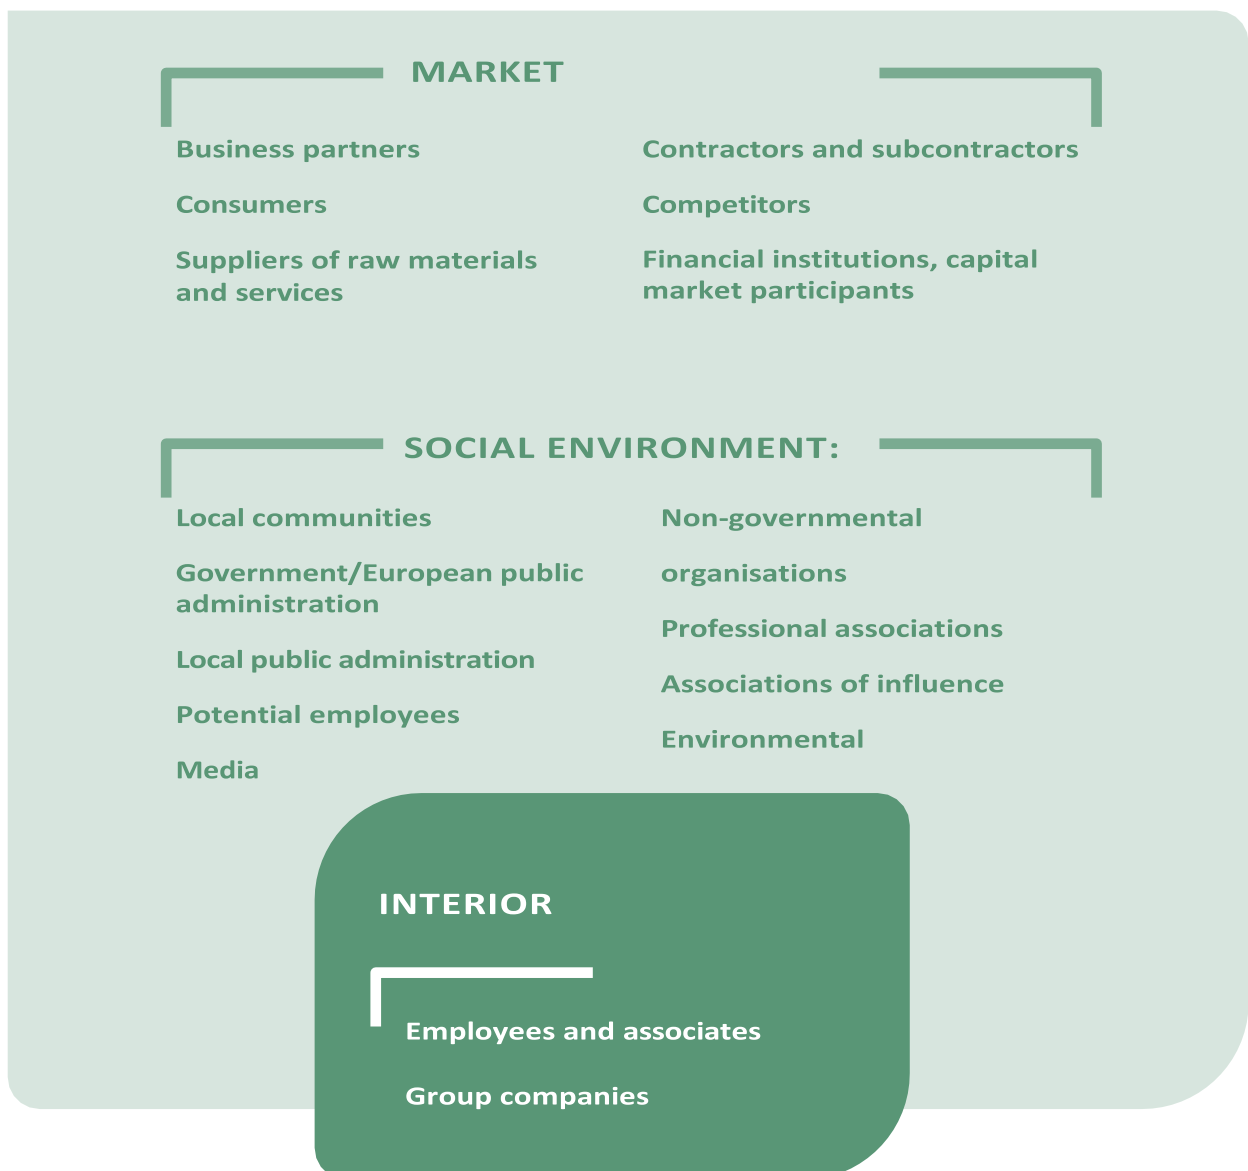 MARKET
Business partners
Consumers
Suppliers of raw materials
and services
Contractors and subcontractors
Competitors
Financial institutions, capital
market participants
SOCIAL ENVIRONMENT:
Local communities
Government/European public
administration
Local public administration
Potential employees
Media
Non-governmental
organisations
Professional associations
Associations of influence
Environmental
INTERIOR
Employees and associates
Group companies